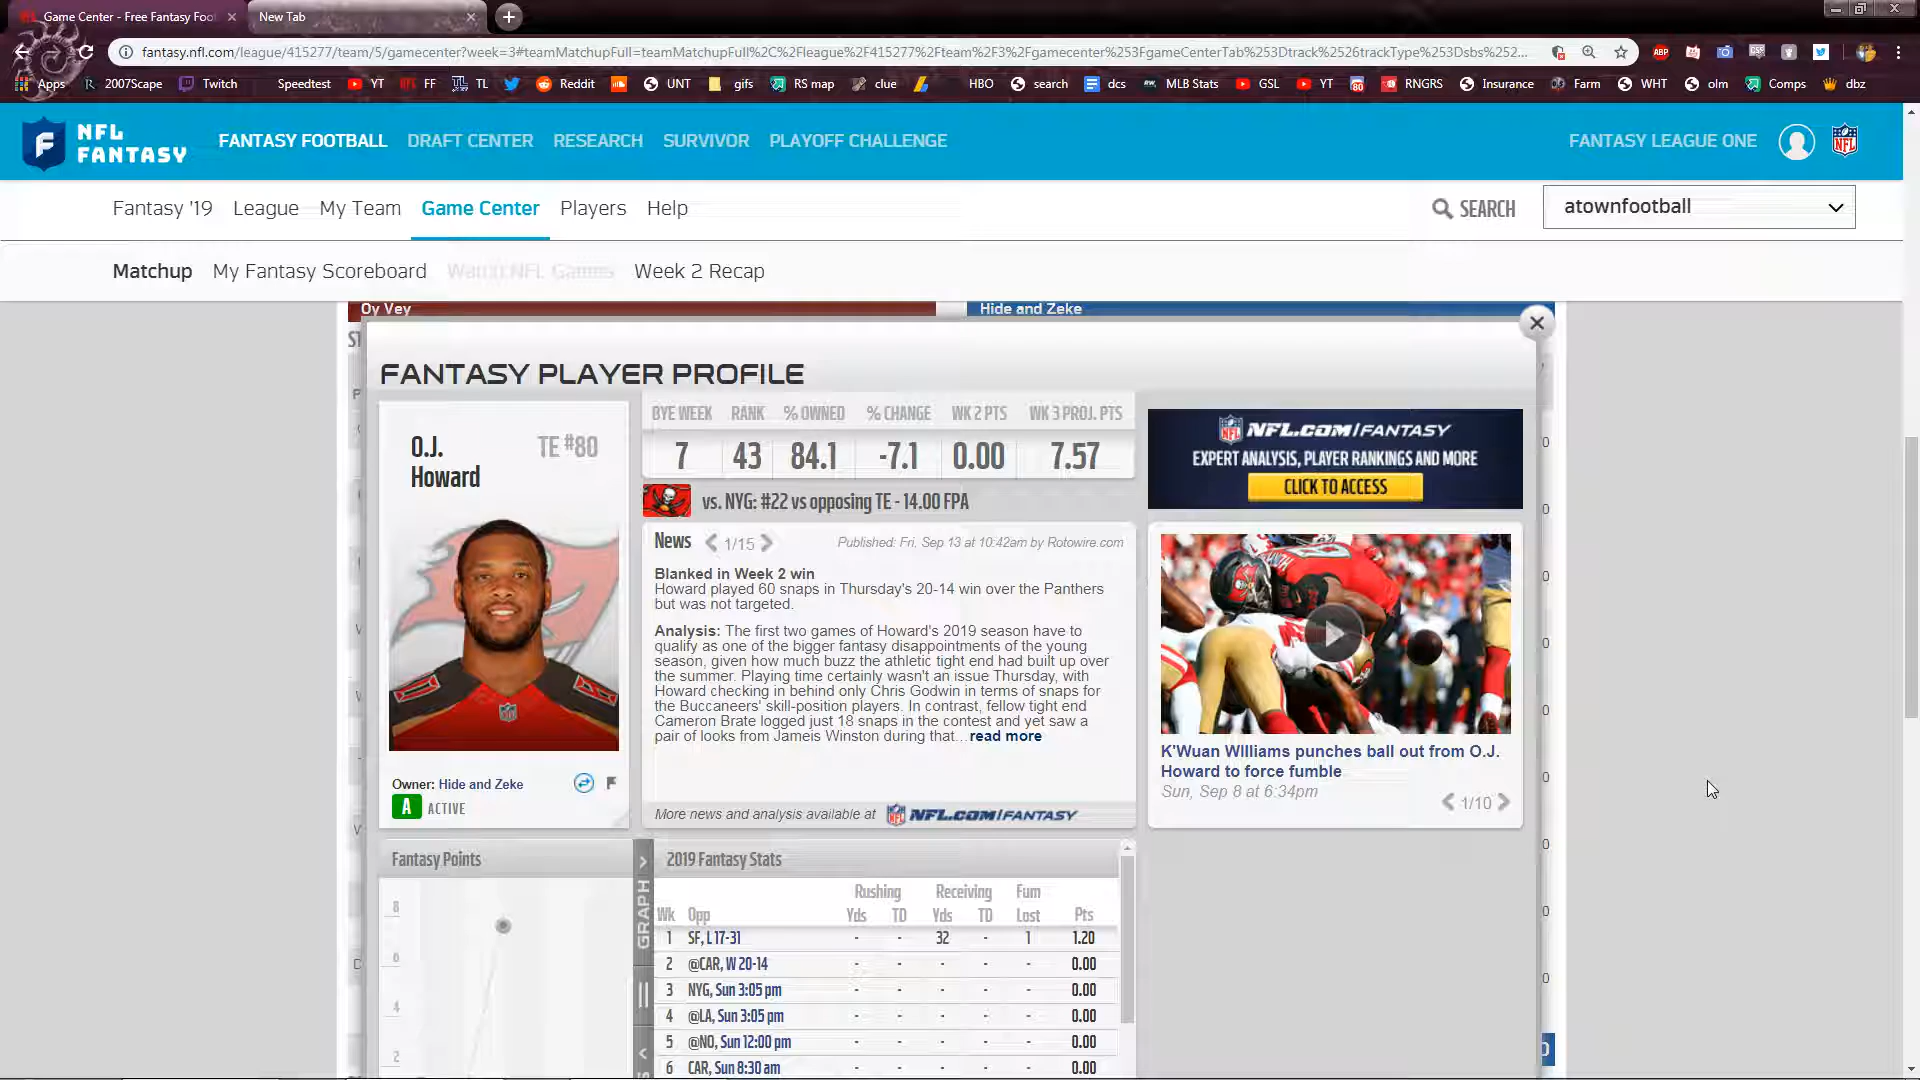 Game Center - Free Fantasy Foo
New Tab
fantasy.nfl.com/league/415277/team/5/gamecenter?week=3#teamMatchupFull=teamMatchupFull%2C%2Fleague%2F415277%2Fteam%2F3%2Fgamecenter%253FgameCenterTab%253Dtrack%2526trackType%253Dsbs%252...
Apps 2007Scape Twitch Speedtest YT FF TL Reddit UNT gifs RS map clue HBO search dcs MLB Stats GSL YT RNGRS Insurance Farm WHT olm Comps dbz
NFL FANTASY
FANTASY FOOTBALL DRAFT CENTER RESEARCH SURVIVOR PLAYOFF CHALLENGE FANTASY LEAGUE ONE
Fantasy '19 League My Team Game Center Players Help SEARCH atownfootball
Matchup My Fantasy Scoreboard Watch NFL Games Week 2 Recap
Oy Vey Hide and Zeke
FANTASY PLAYER PROFILE
O.J. Howard
TE #80
BYE WEEK RANK % OWNED % CHANGE WK 2 PTS WK 3 PROJ. PTS
7 43 84.1 -7.1 0.00 7.57
vs. NYG: #22 vs opposing TE - 14.00 FPA
News 1/15 Published: Fri. Sep 13 at 10:42am by Rotowire.com
Blanked in Week 2 win
Howard played 60 snaps in Thursday's 20-14 win over the Panthers
but was not targeted.
Analysis: The first two games of Howard's 2019 season have to
qualify as one of the bigger fantasy disappointments of the young
season, given how much buzz the athletic tight end had built up over
the summer. Playing time certainly wasn't an issue Thursday, with
Howard checking in behind only Chris Godwin in terms of snaps for
the Buccaneers' skill-position players. In contrast, fellow tight end
Cameron Brate logged just 18 snaps in the contest and yet saw a
pair of looks from Jameis Winston during that... read more
More news and analysis available at NFL.COM/FANTASY
NFL.COM/FANTASY
EXPERT ANALYSIS, PLAYER RANKINGS AND MORE
CLICK TO ACCESS
K'Wuan WIlliams punches ball out from O.J.
Howard to force fumble
Sun, Sep 8 at 6:34pm
1/10
Owner: Hide and Zeke
A ACTIVE
Fantasy Points
8
6
4
2
GRAPH
2019 Fantasy Stats
Rushing Receiving Fum
Wk Opp Yds TD Yds TD Lost Pts
1 SF, L 17-31 - - 32 - 1 1.20
2 @CAR, W 20-14 - - - - - 0.00
3 NYG, Sun 3:05 pm - - - - - 0.00
4 @LA, Sun 3:05 pm - - - - - 0.00
5 @NO, Sun 12:00 pm - - - - - 0.00
6 CAR, Sun 8:30 am - - - - - 0.00